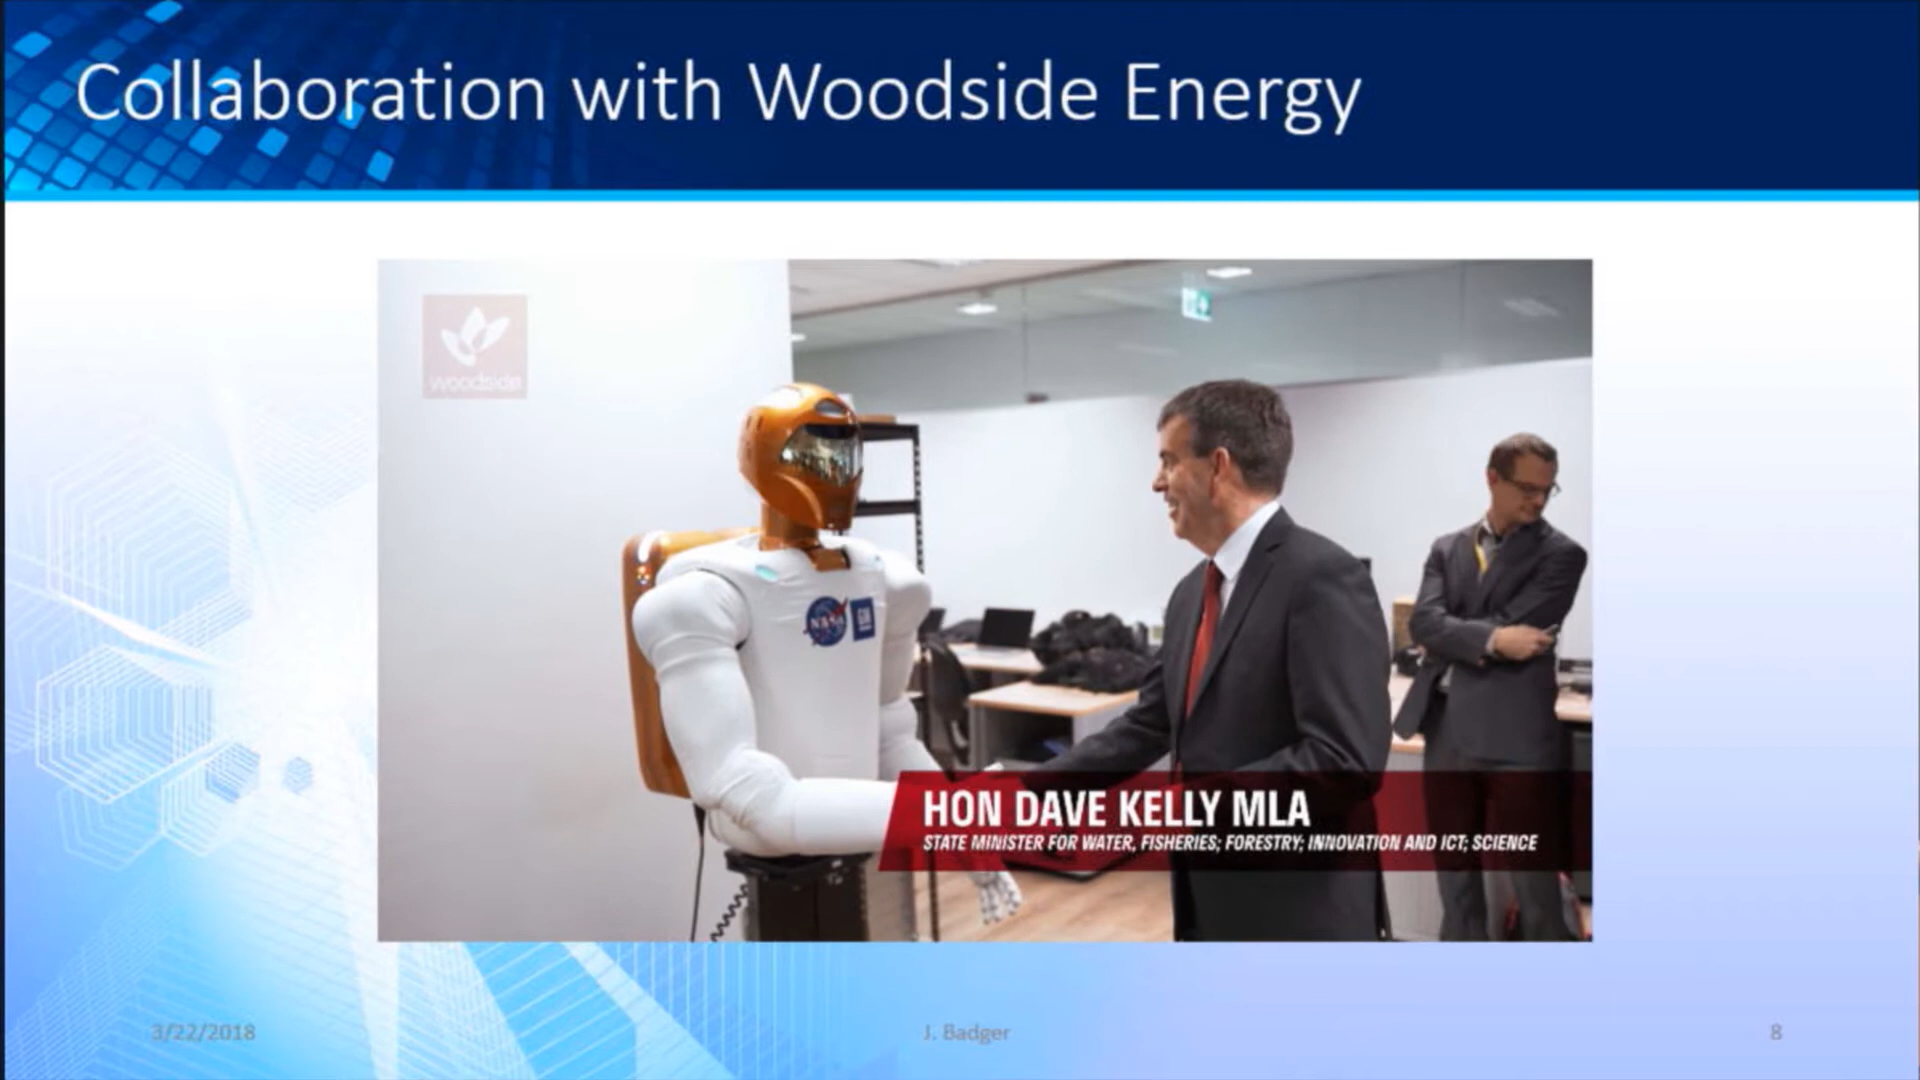 Collaboration with Woodside Energy
woodside
NASA
GM
HON DAVE KELLY MLA
STATE MINISTER FOR WATER, FISHERIES; FORESTRY; INNOVATION AND ICT; SCIENCE
3/22/2018
J. Badger
8